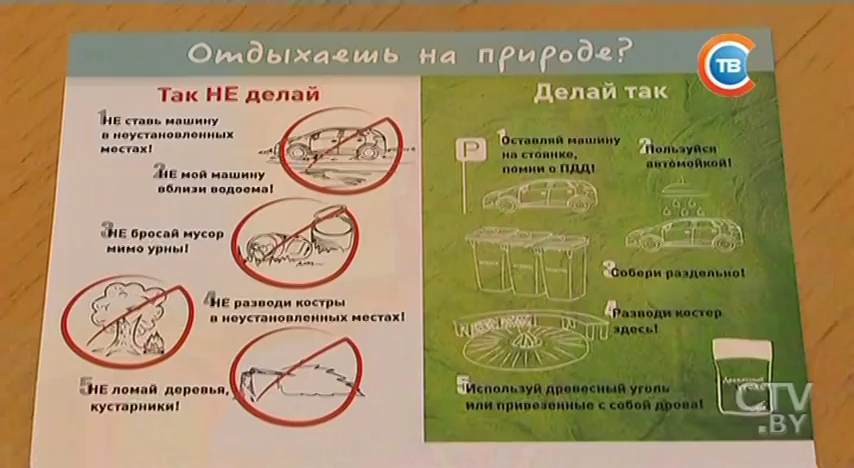 Отдыхаешь на природе?
СТВ
Так НЕ делай
1 НЕ ставь машину
в неустановленных
местах!
2 НЕ мой машину
вблизи водоема!
3 НЕ бросай мусор
мимо урны!
4 НЕ разводи костры
в неустановленных местах!
5 НЕ ломай деревья,
кустарники!
Делай так
P
1 Оставляй машину
на стоянке,
помни о ПДД!
2 Пользуйся
автомойкой!
3 Собери раздельно!
4 Разводи костер
здесь!
5 Используй древесный уголь
или привезенные с собой дрова!
CTV
.BY